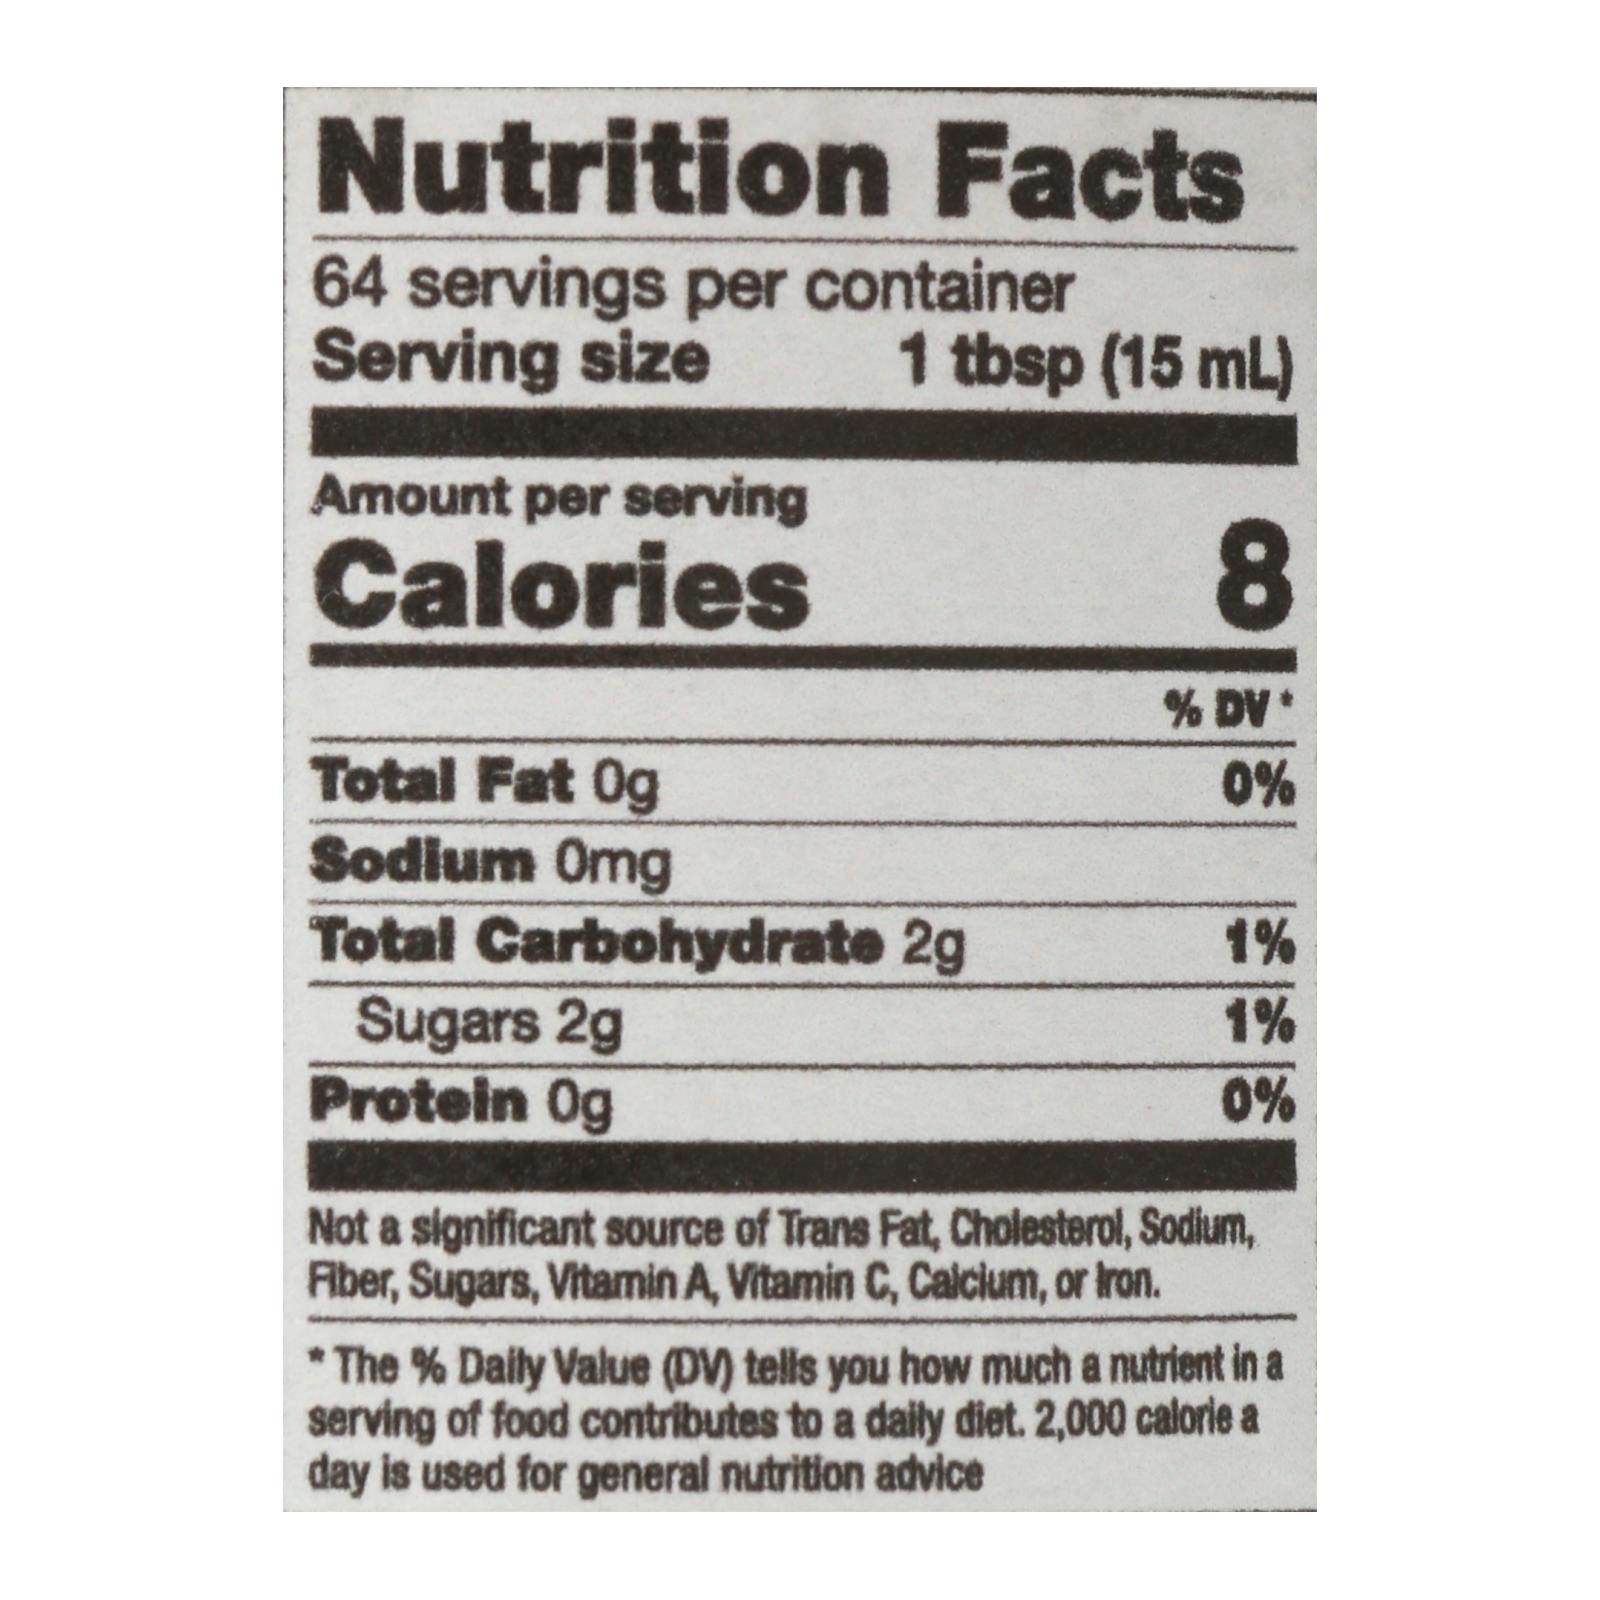 Nutrition Facts
64 servings per container
Serving size 1 tbsp (15 mL)
Amount per serving
Calories 8
% DV *
Total Fat 0g 0%
Sodium 0mg
Total Carbohydrate 2g 1%
Sugars 2g 1%
Protein 0g 0%
Not a significant source of Trans Fat, Cholesterol, Sodium,
Fiber, Sugars, Vitamin A, Vitamin C, Calcium, or Iron.
* The % Daily Value (DV) tells you how much a nutrient in a
serving of food contributes to a daily diet. 2,000 calorie a
day is used for general nutrition advice